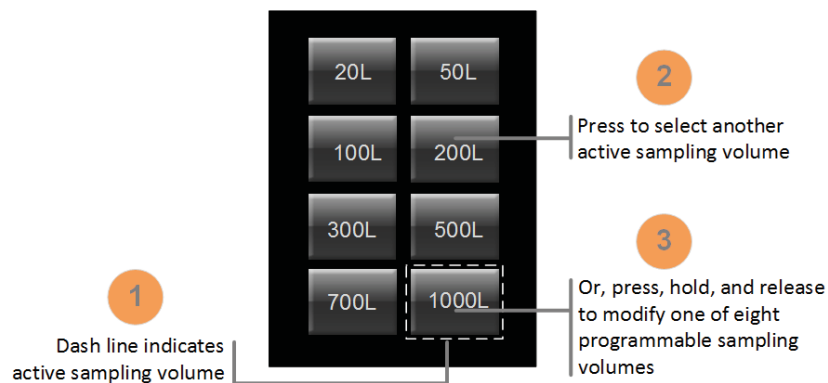 20L
50L
100L
200L
300L
500L
700L
1000L
1
Dash line indicates
active sampling volume
2
Press to select another
active sampling volume
3
Or, press, hold, and release
to modify one of eight
programmable sampling
volumes